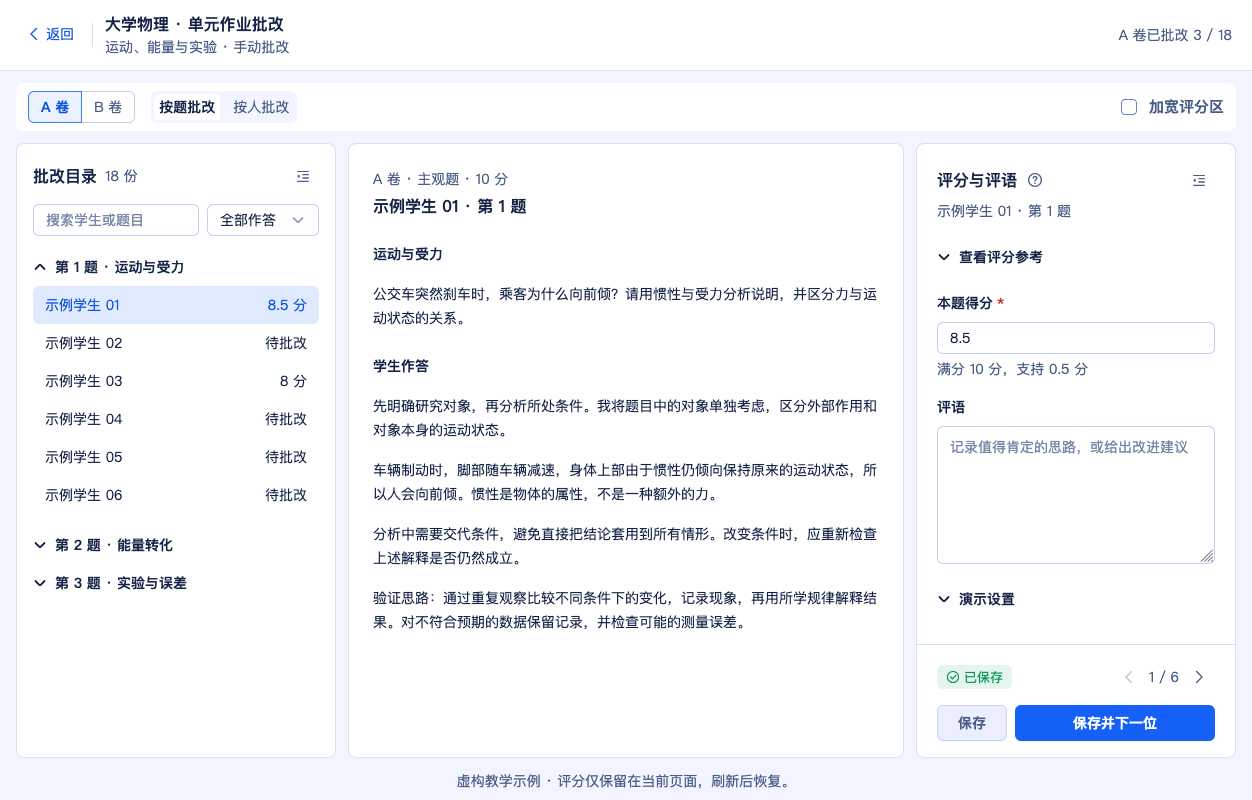 返回
大学物理 · 单元作业批改
运动、能量与实验 · 手动批改
A 卷已批改 3 / 18
A 卷
B 卷
按题批改
按人批改
加宽评分区
批改目录 18 份
搜索学生或题目
全部作答
第 1 题 · 运动与受力
示例学生 01 8.5 分
示例学生 02 待批改
示例学生 03 8 分
示例学生 04 待批改
示例学生 05 待批改
示例学生 06 待批改
第 2 题 · 能量转化
第 3 题 · 实验与误差
A 卷 · 主观题 · 10 分
示例学生 01 · 第 1 题
运动与受力
公交车突然刹车时，乘客为什么向前倾？请用惯性与受力分析说明，并区分力与运
动状态的关系。
学生作答
先明确研究对象，再分析所处条件。我将题目中的对象单独考虑，区分外部作用和
对象本身的运动状态。
车辆制动时，脚部随车辆减速，身体上部由于惯性仍倾向保持原来的运动状态，所
以人会向前倾。惯性是物体的属性，不是一种额外的力。
分析中需要交代条件，避免直接把结论套用到所有情形。改变条件时，应重新检查
上述解释是否仍然成立。
验证思路：通过重复观察比较不同条件下的变化，记录现象，再用所学规律解释结
果。对不符合预期的数据保留记录，并检查可能的测量误差。
评分与评语
示例学生 01 · 第 1 题
查看评分参考
本题得分 *
8.5
满分 10 分，支持 0.5 分
评语
记录值得肯定的思路，或给出改进建议
演示设置
已保存
1 / 6
保存
保存并下一位
虚构教学示例 · 评分仅保留在当前页面，刷新后恢复。